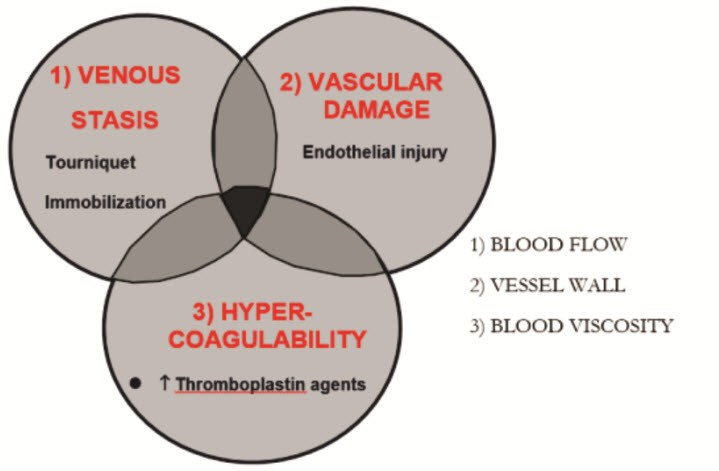 1) VENOUS
STASIS
Tourniquet
Immobilization
2) VASCULAR
DAMAGE
Endothelial injury
3) HYPER-
COAGULABILITY
● ↑ Thromboplastin agents
1) BLOOD FLOW
2) VESSEL WALL
3) BLOOD VISCOSITY